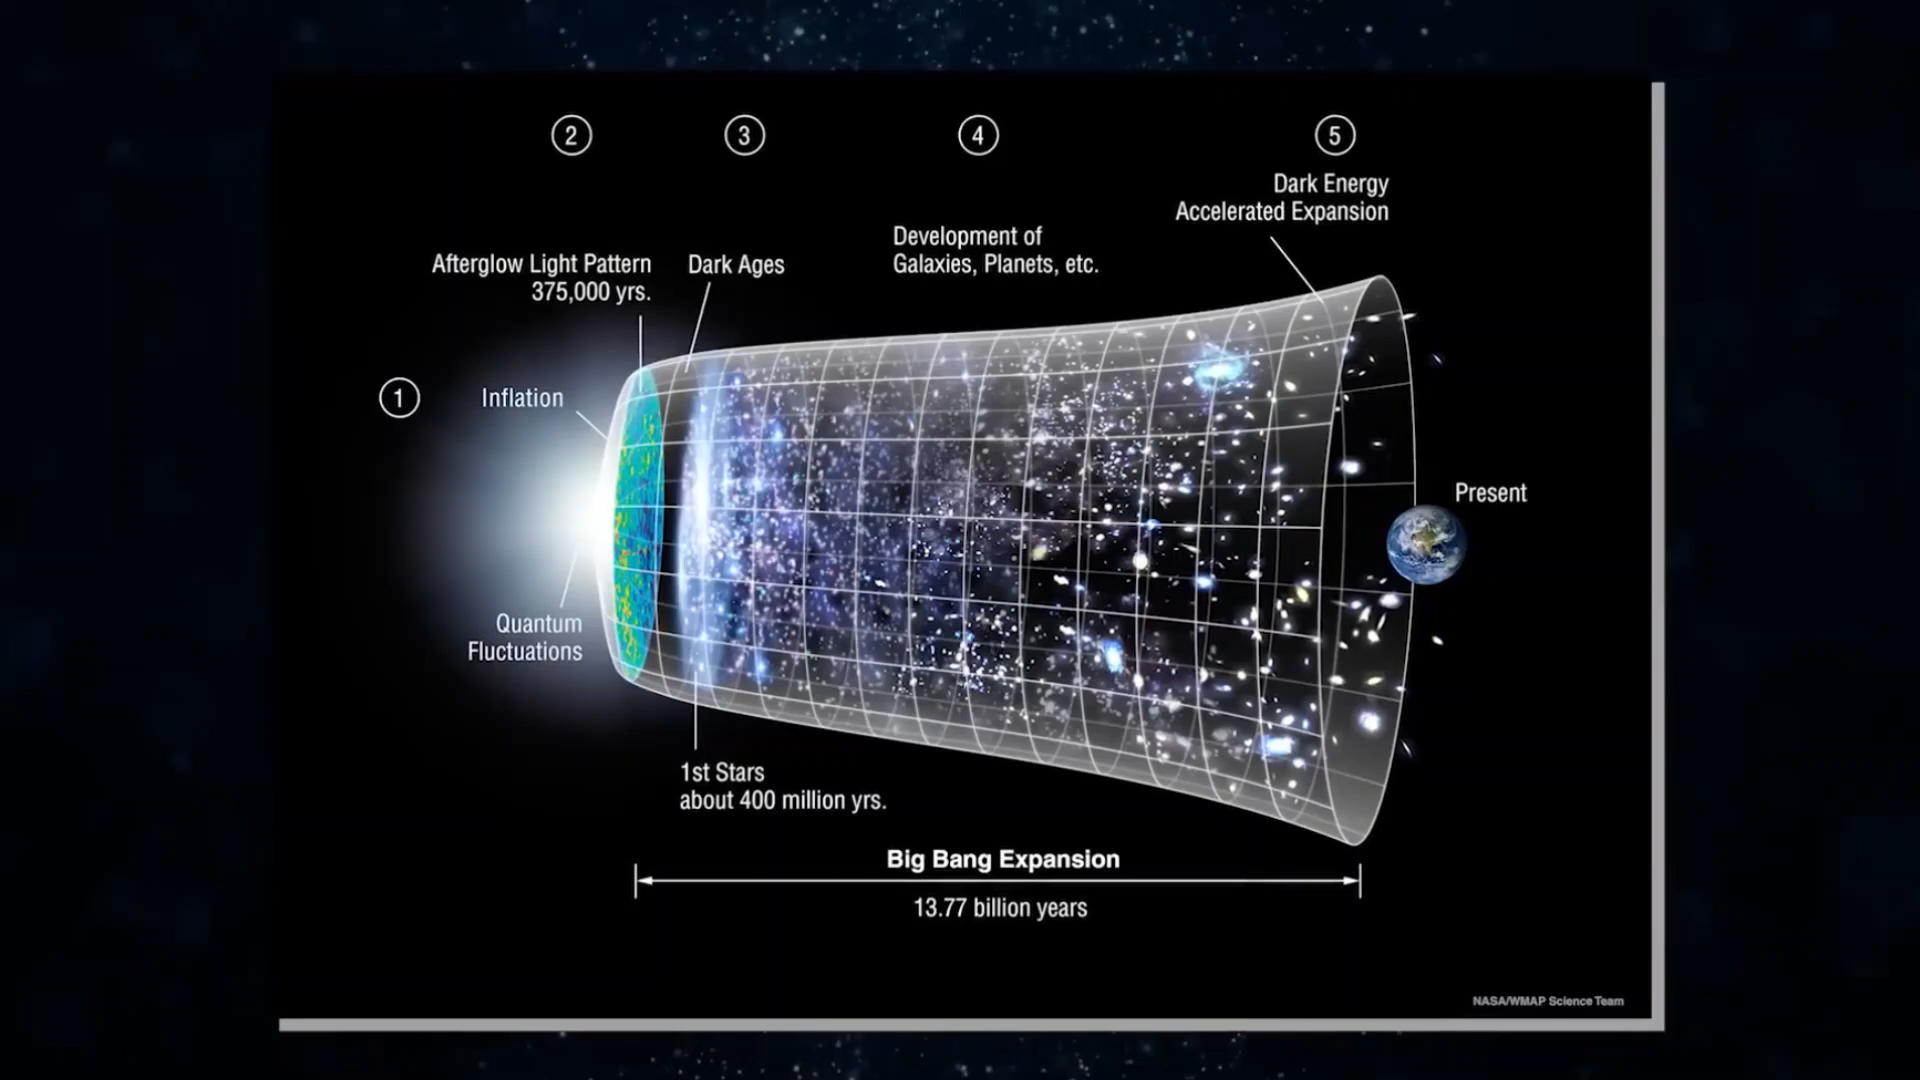 2
3
4
5
Dark Energy
Accelerated Expansion
Development of
Galaxies, Planets, etc.
Afterglow Light Pattern
375,000 yrs.
Dark Ages
1
Inflation
Present
Quantum
Fluctuations
1st Stars
about 400 million yrs.
Big Bang Expansion
13.77 billion years
NASA/WMAP Science Team